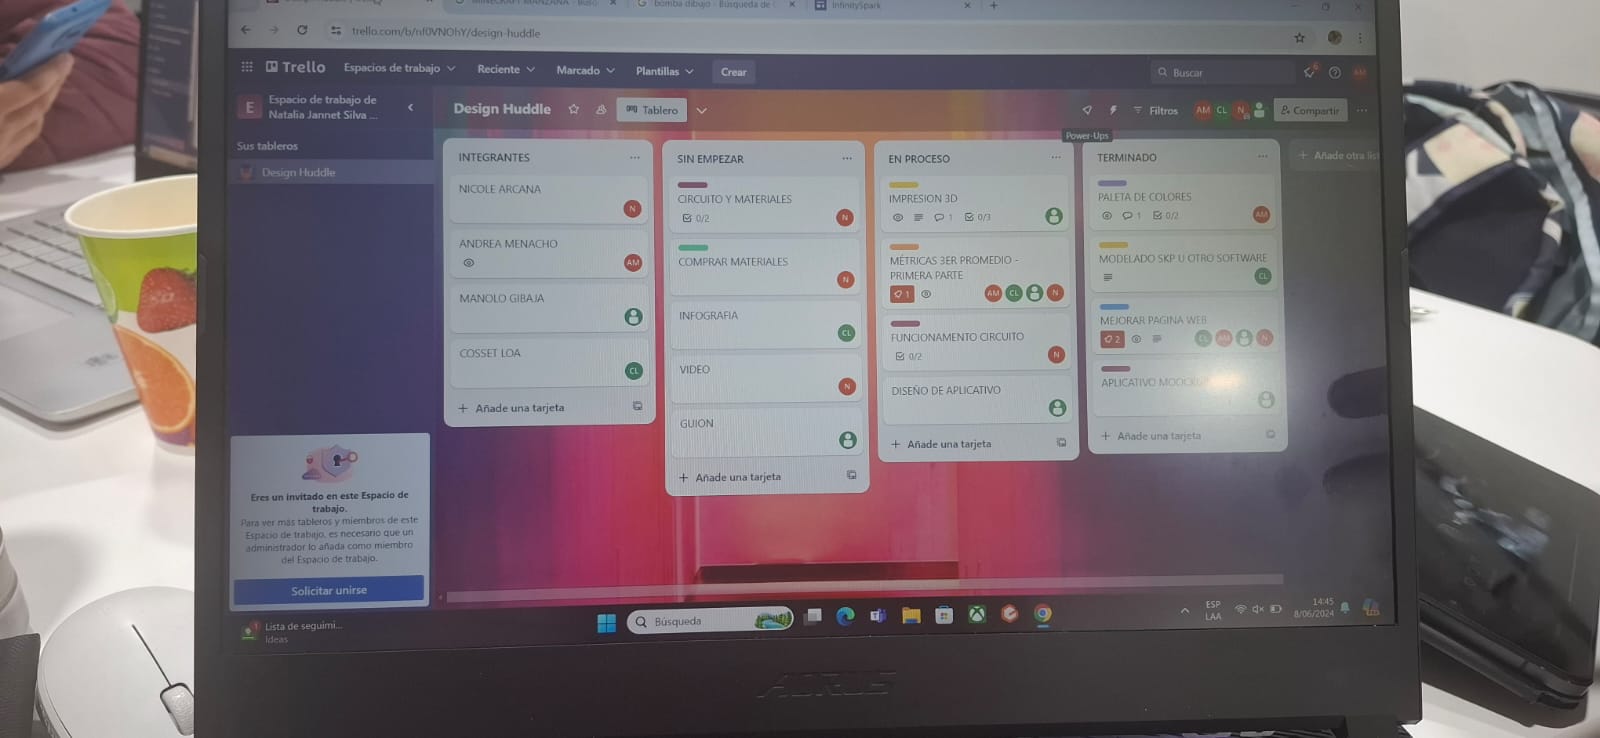 MINECRAFT MANZANA - Búsq
bomba dibujo - Búsqueda de
InfinitySpark
trello.com/b/nf0VNOhY/design-huddle
Trello
Espacios de trabajo
Reciente
Marcado
Plantillas
Crear
Buscar
6
AM
E
Espacio de trabajo de
Natalia Jannet Silva ...
Sus tableros
Design Huddle
Design Huddle
Tablero
Filtros
AM
CL
N
Compartir
Power-Ups
INTEGRANTES
NICOLE ARCANA
N
ANDREA MENACHO
AM
MANOLO GIBAJA
COSSET LOA
CL
+ Añade una tarjeta
SIN EMPEZAR
CIRCUITO Y MATERIALES
0/2
N
COMPRAR MATERIALES
N
INFOGRAFIA
CL
VIDEO
N
GUION
+ Añade una tarjeta
EN PROCESO
IMPRESION 3D
1
0/3
MÉTRICAS 3ER PROMEDIO -
PRIMERA PARTE
1
AM
CL
N
FUNCIONAMIENTO CIRCUITO
0/2
N
DISEÑO DE APLICATIVO
+ Añade una tarjeta
TERMINADO
PALETA DE COLORES
1
0/2
AM
MODELADO SKP U OTRO SOFTWARE
CL
MEJORAR PAGINA WEB
2
CL
AM
N
APLICATIVO
+ Añade una tarjeta
+ Añade otra lis
Eres un invitado en este Espacio de
trabajo.
Para ver más tableros y miembros de este
Espacio de trabajo, es necesario que un
administrador lo añada como miembro
del Espacio de trabajo.
Solicitar unirse
1
Lista de seguimi...
Ideas
Búsqueda
ESP
LAA
14:45
8/06/2024
AORUS